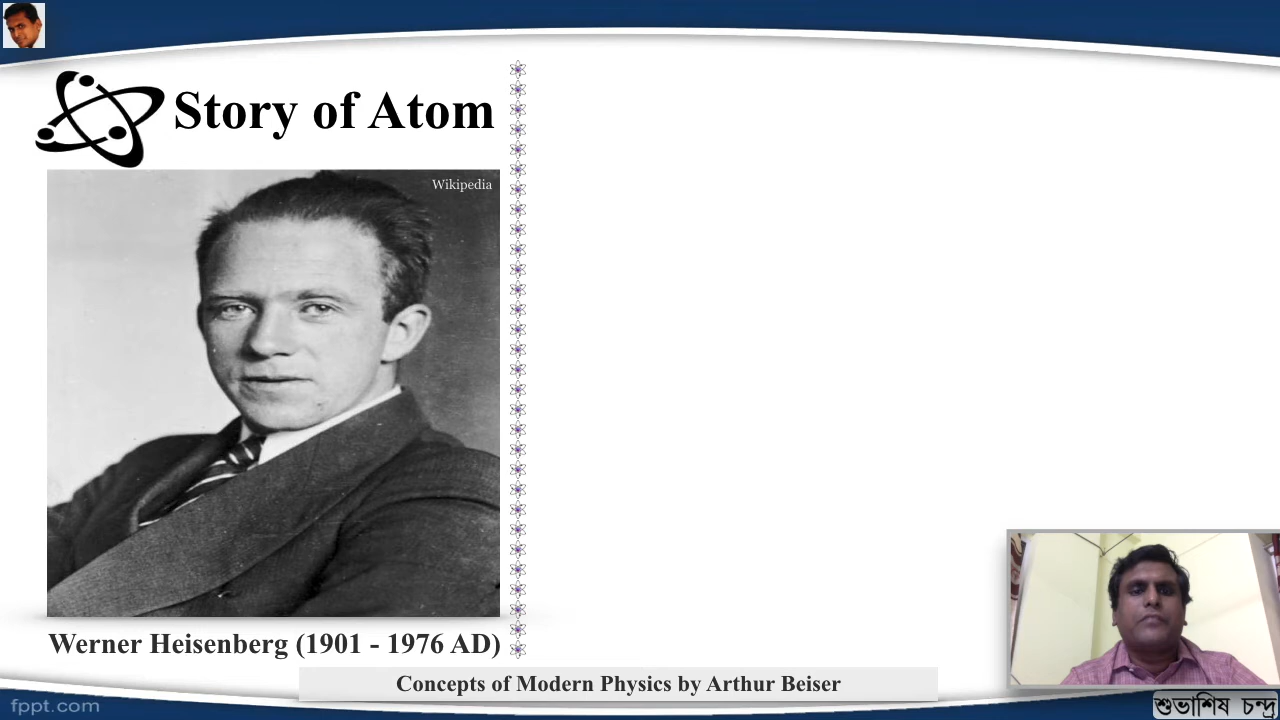 Story of Atom
Wikipedia
Werner Heisenberg (1901 - 1976 AD)
Concepts of Modern Physics by Arthur Beiser
fppt.com
শুভাশিষ চন্দ্র